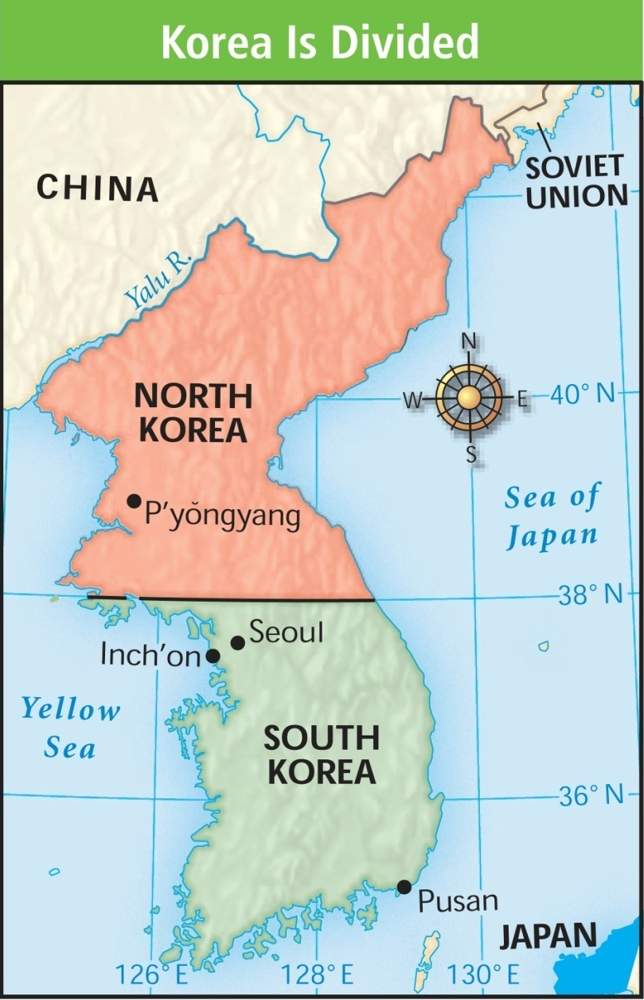 Korea Is Divided
CHINA
SOVIET
UNION
Yalu R.
N
W
E
S
40° N
NORTH
KOREA
Sea of
Japan
P'yŏngyang
38° N
Seoul
Inch'on
Yellow
Sea
SOUTH
KOREA
36° N
Pusan
JAPAN
126° E
128° E
130° E